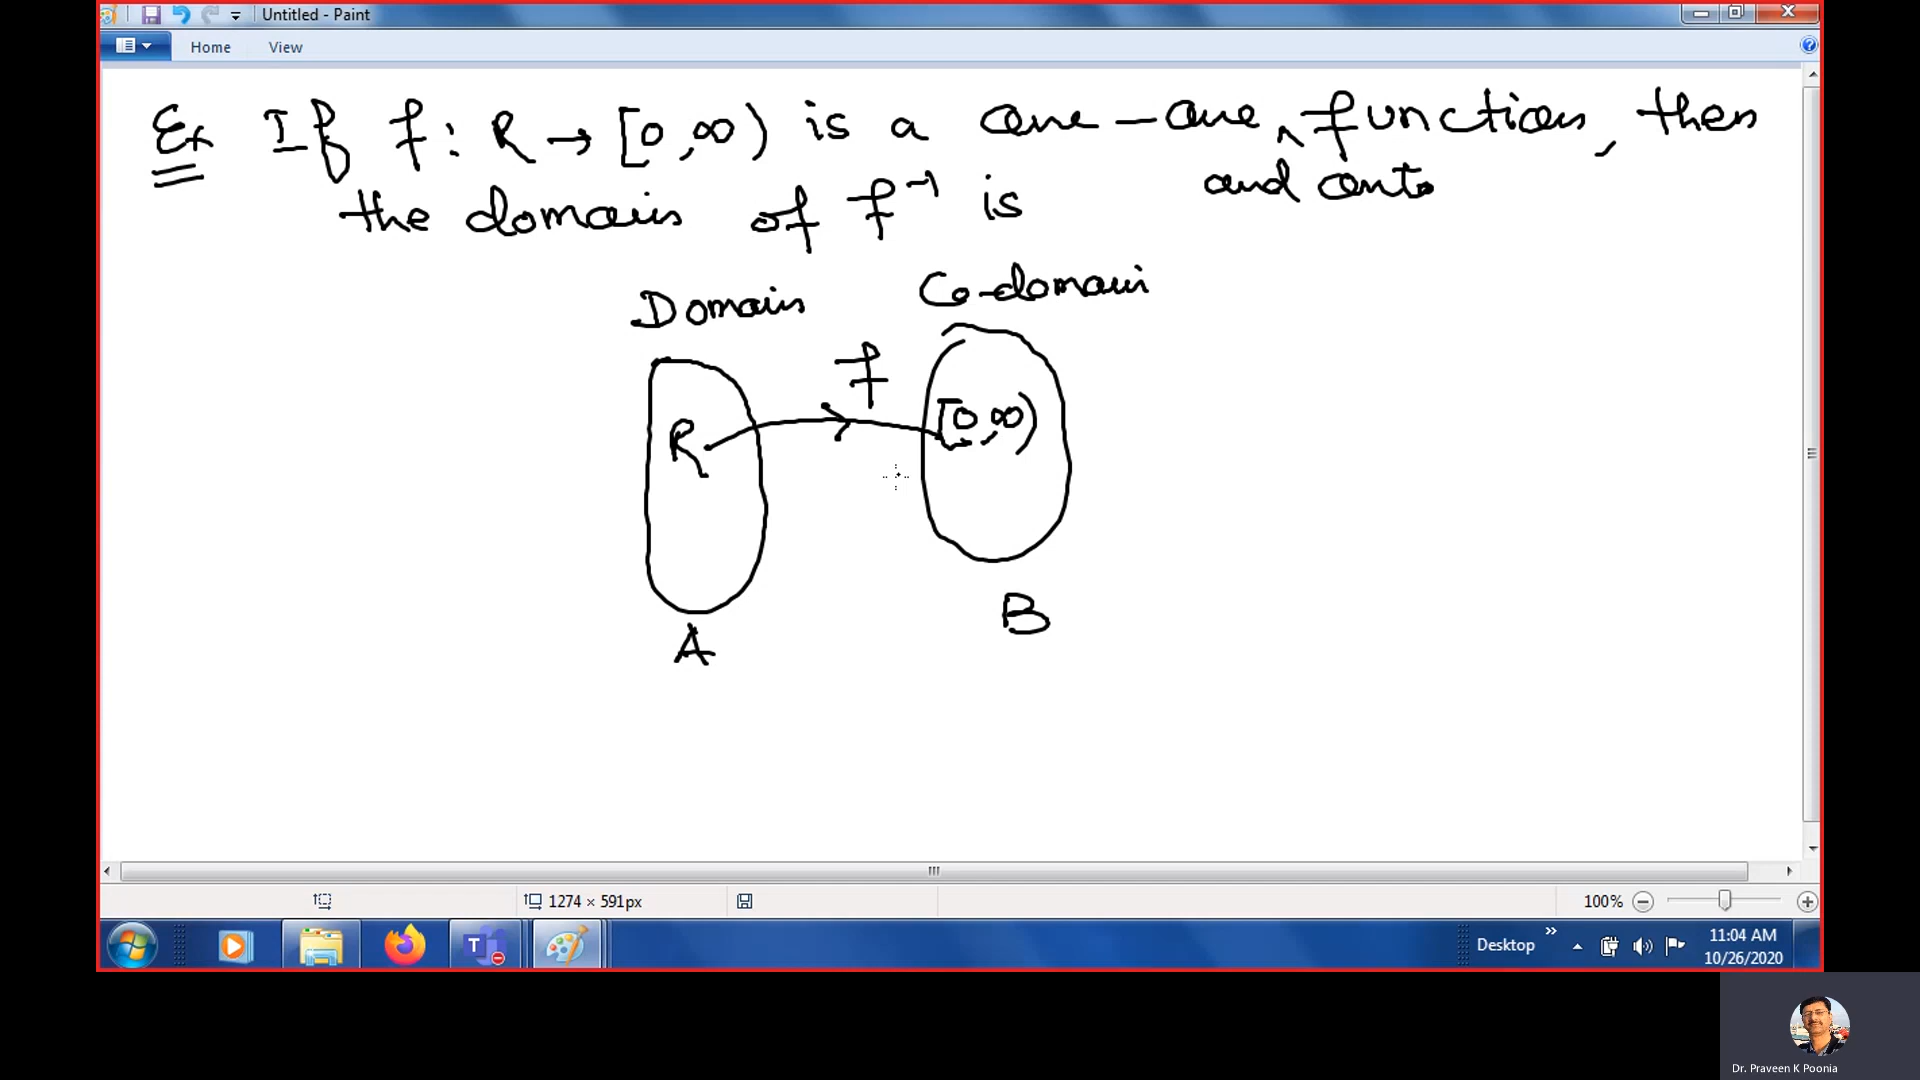 Untitled - Paint
Home View
Ex If f: R → [0,∞) is a one-one ^ function, then
and onto
the domain of f⁻¹ is
Domain Co-domain
f
R [0,∞)
A B
1274 × 591px 100%
Desktop 11:04 AM
10/26/2020
Dr. Praveen K Poonia